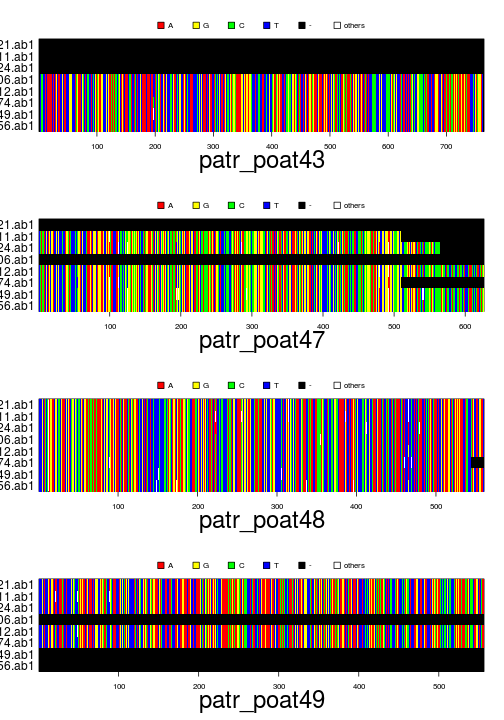 A G C T - others
21.ab1
11.ab1
24.ab1
06.ab1
12.ab1
74.ab1
49.ab1
56.ab1
100 200 300 400 500 600 700
patr_poat43
A G C T - others
21.ab1
11.ab1
24.ab1
06.ab1
12.ab1
74.ab1
49.ab1
56.ab1
100 200 300 400 500 600
patr_poat47
A G C T - others
21.ab1
11.ab1
24.ab1
06.ab1
12.ab1
74.ab1
49.ab1
56.ab1
100 200 300 400 500
patr_poat48
A G C T - others
21.ab1
11.ab1
24.ab1
06.ab1
12.ab1
74.ab1
49.ab1
56.ab1
100 200 300 400 500
patr_poat49